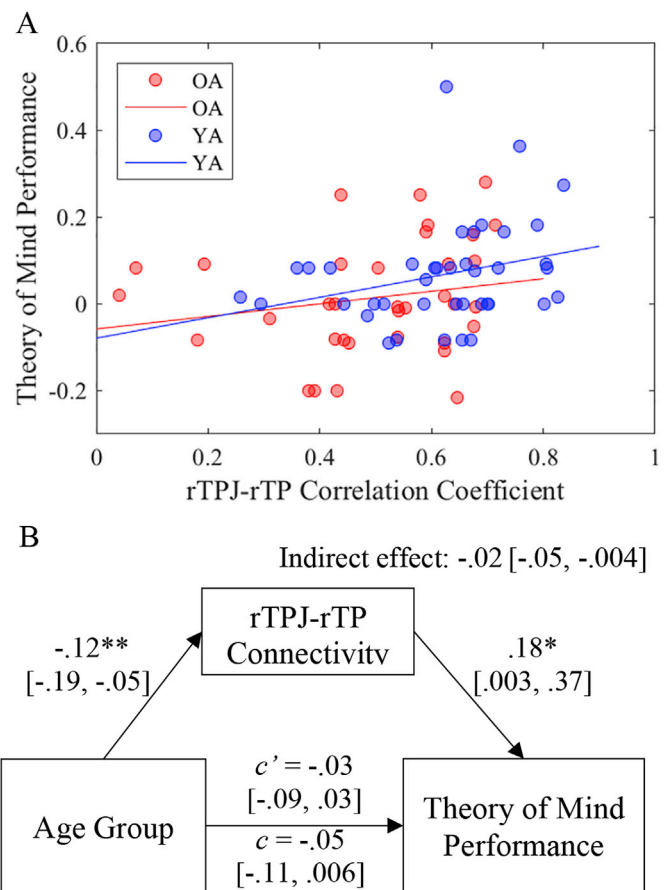 A
0.6
0.4
0.2
0
-0.2
Theory of Mind Performance
OA
OA
YA
YA
0
0.2
0.4
0.6
0.8
1
rTPJ-rTP Correlation Coefficient
B
Indirect effect: -.02 [-.05, -.004]
rTPJ-rTP
Connectivity
-.12**
[-.19, -.05]
.18*
[.003, .37]
Age Group
c’ = -.03
[-.09, .03]
c = -.05
[-.11, .006]
Theory of Mind
Performance